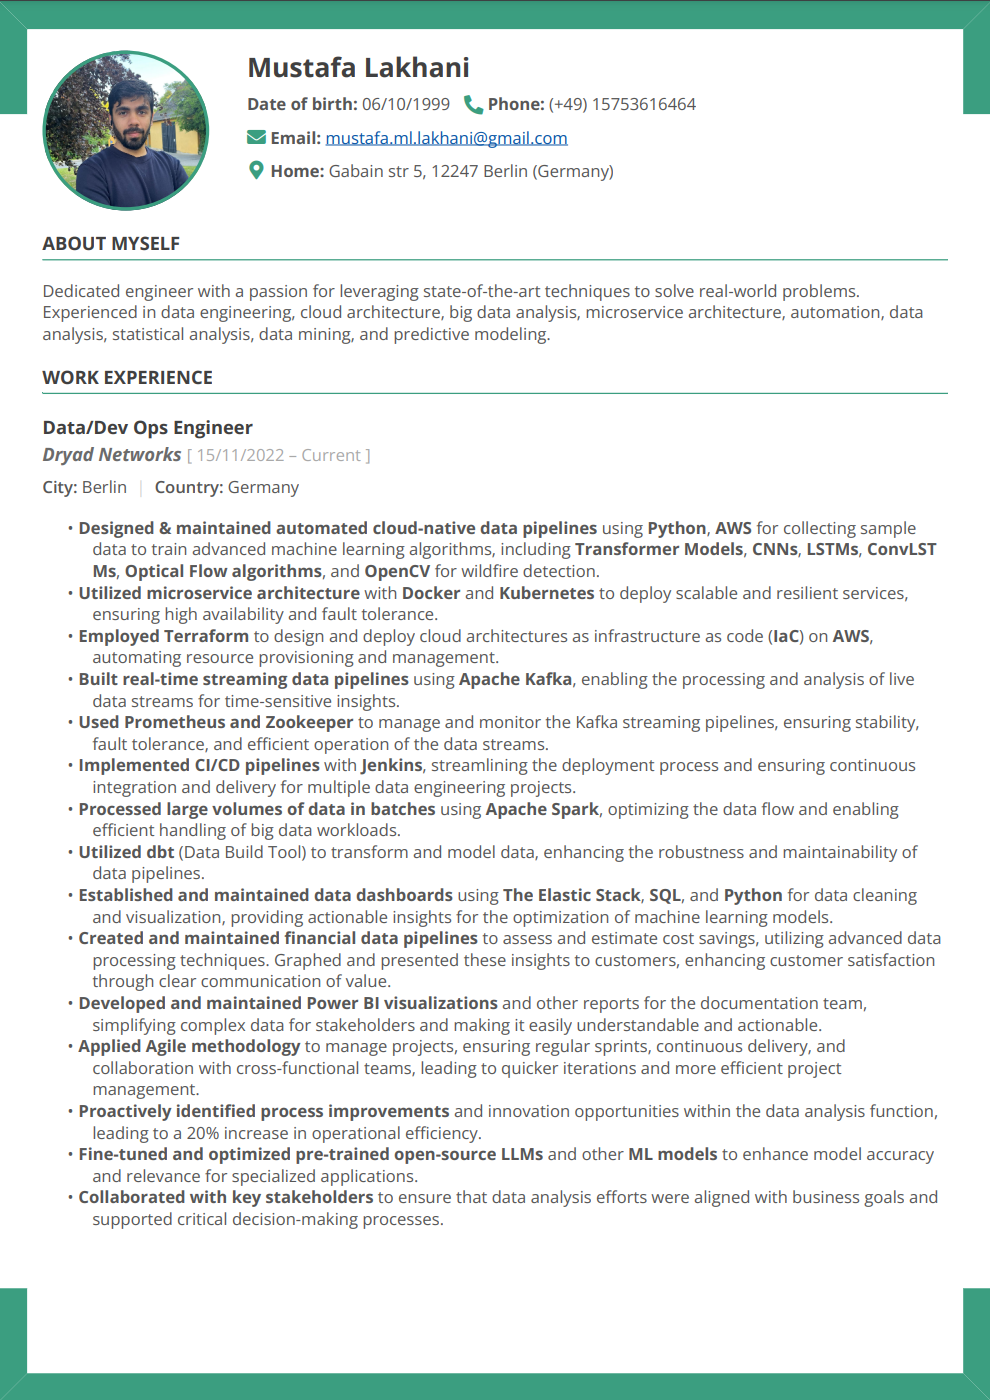 Mustafa Lakhani
Date of birth: 06/10/1999 Phone: (+49) 15753616464
Email: mustafa.ml.lakhani@gmail.com
Home: Gabain str 5, 12247 Berlin (Germany)
ABOUT MYSELF
Dedicated engineer with a passion for leveraging state-of-the-art techniques to solve real-world problems.
Experienced in data engineering, cloud architecture, big data analysis, microservice architecture, automation, data
analysis, statistical analysis, data mining, and predictive modeling.
WORK EXPERIENCE
Data/Dev Ops Engineer
Dryad Networks [ 15/11/2022 – Current ]
City: Berlin | Country: Germany
• Designed & maintained automated cloud-native data pipelines using Python, AWS for collecting sample
data to train advanced machine learning algorithms, including Transformer Models, CNNs, LSTMs, ConvLST
Ms, Optical Flow algorithms, and OpenCV for wildfire detection.
• Utilized microservice architecture with Docker and Kubernetes to deploy scalable and resilient services,
ensuring high availability and fault tolerance.
• Employed Terraform to design and deploy cloud architectures as infrastructure as code (IaC) on AWS,
automating resource provisioning and management.
• Built real-time streaming data pipelines using Apache Kafka, enabling the processing and analysis of live
data streams for time-sensitive insights.
• Used Prometheus and Zookeeper to manage and monitor the Kafka streaming pipelines, ensuring stability,
fault tolerance, and efficient operation of the data streams.
• Implemented CI/CD pipelines with Jenkins, streamlining the deployment process and ensuring continuous
integration and delivery for multiple data engineering projects.
• Processed large volumes of data in batches using Apache Spark, optimizing the data flow and enabling
efficient handling of big data workloads.
• Utilized dbt (Data Build Tool) to transform and model data, enhancing the robustness and maintainability of
data pipelines.
• Established and maintained data dashboards using The Elastic Stack, SQL, and Python for data cleaning
and visualization, providing actionable insights for the optimization of machine learning models.
• Created and maintained financial data pipelines to assess and estimate cost savings, utilizing advanced data
processing techniques. Graphed and presented these insights to customers, enhancing customer satisfaction
through clear communication of value.
• Developed and maintained Power BI visualizations and other reports for the documentation team,
simplifying complex data for stakeholders and making it easily understandable and actionable.
• Applied Agile methodology to manage projects, ensuring regular sprints, continuous delivery, and
collaboration with cross-functional teams, leading to quicker iterations and more efficient project
management.
• Proactively identified process improvements and innovation opportunities within the data analysis function,
leading to a 20% increase in operational efficiency.
• Fine-tuned and optimized pre-trained open-source LLMs and other ML models to enhance model accuracy
and relevance for specialized applications.
• Collaborated with key stakeholders to ensure that data analysis efforts were aligned with business goals and
supported critical decision-making processes.